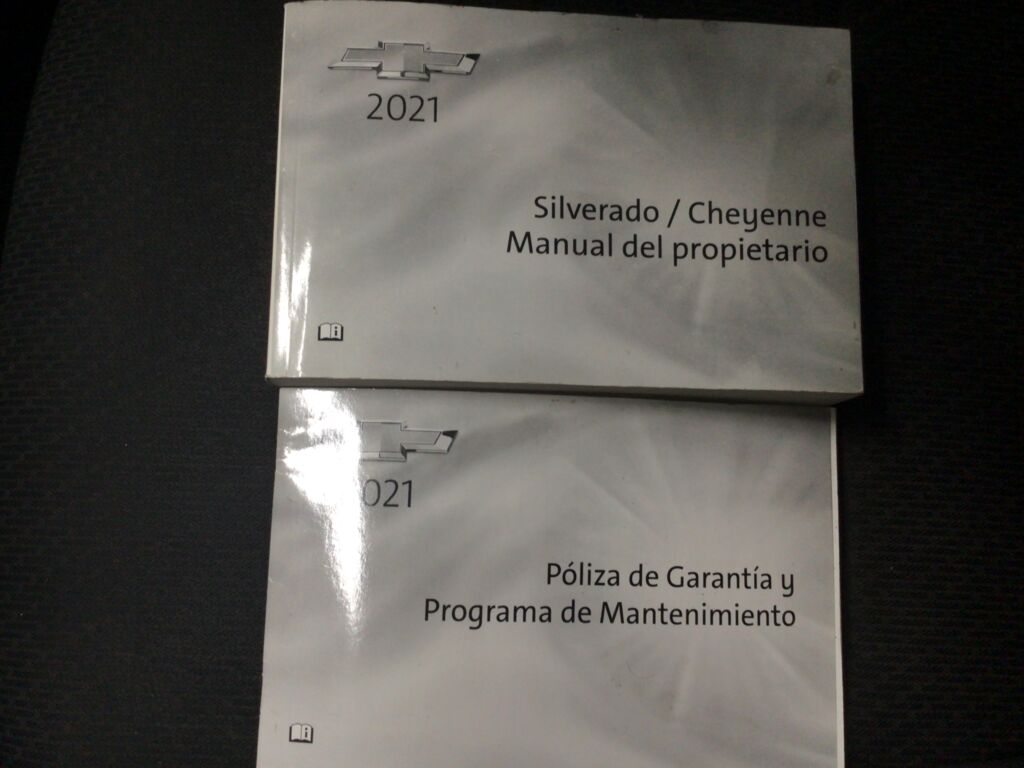 2021
Silverado / Cheyenne
Manual del propietario
021
Póliza de Garantía y
Programa de Mantenimiento